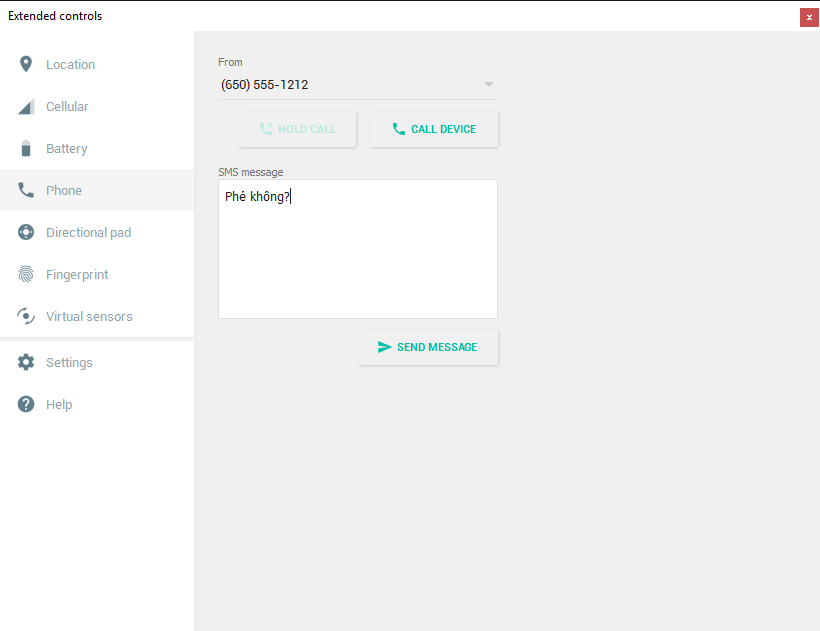 Extended controls
x
Location
Cellular
Battery
Phone
Directional pad
Fingerprint
Virtual sensors
Settings
Help
From
(650) 555-1212
HOLD CALL
CALL DEVICE
SMS message
Phẻ không?
SEND MESSAGE